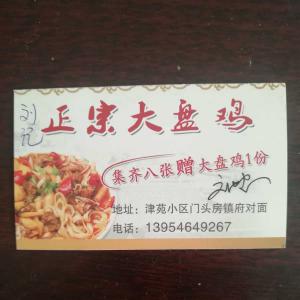 刘记
正宗大盘鸡
集齐八张赠大盘鸡1份
地址：津苑小区门头房镇府对面
电话：13954649267